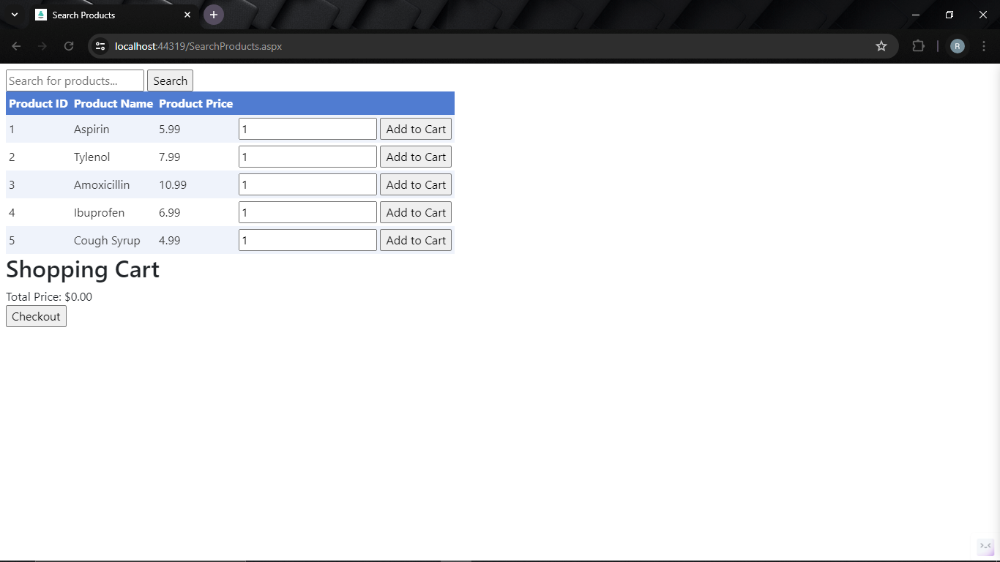 Search Products
localhost:44319/SearchProducts.aspx
R
Search for products... Search
Product ID Product Name Product Price
1 Aspirin 5.99 1 Add to Cart
2 Tylenol 7.99 1 Add to Cart
3 Amoxicillin 10.99 1 Add to Cart
4 Ibuprofen 6.99 1 Add to Cart
5 Cough Syrup 4.99 1 Add to Cart
Shopping Cart
Total Price: $0.00
Checkout